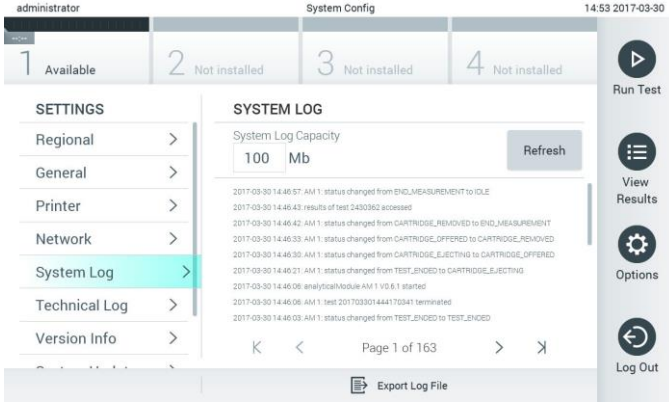 administrator
System Config
14:53 2017-03-30
1 Available
2 Not installed
3 Not installed
4 Not installed
Run Test
SETTINGS
Regional
General
Printer
Network
System Log
Technical Log
Version Info
SYSTEM LOG
System Log Capacity
100 Mb
Refresh
2017-03-30 14:46:57: AM 1: status changed from END_MEASUREMENT to IDLE
2017-03-30 14:46:43: results of test 2430362 accessed
2017-03-30 14:46:42: AM 1: status changed from CARTRIDGE_REMOVED to END_MEASUREMENT
2017-03-30 14:46:33: AM 1: status changed from CARTRIDGE_OFFERED to CARTRIDGE_REMOVED
2017-03-30 14:46:30: AM 1: status changed from CARTRIDGE_EJECTING to CARTRIDGE_OFFERED
2017-03-30 14:46:21: AM 1: status changed from TEST_ENDED to CARTRIDGE_EJECTING
2017-03-30 14:46:06: analyticalModule AM 1 V0.6.1 started
2017-03-30 14:46:06: AM 1: test 201703301444170341 terminated
2017-03-30 14:46:03: AM 1: status changed from TEST_ENDED to TEST_ENDED
Page 1 of 163
Export Log File
View
Results
Options
Log Out